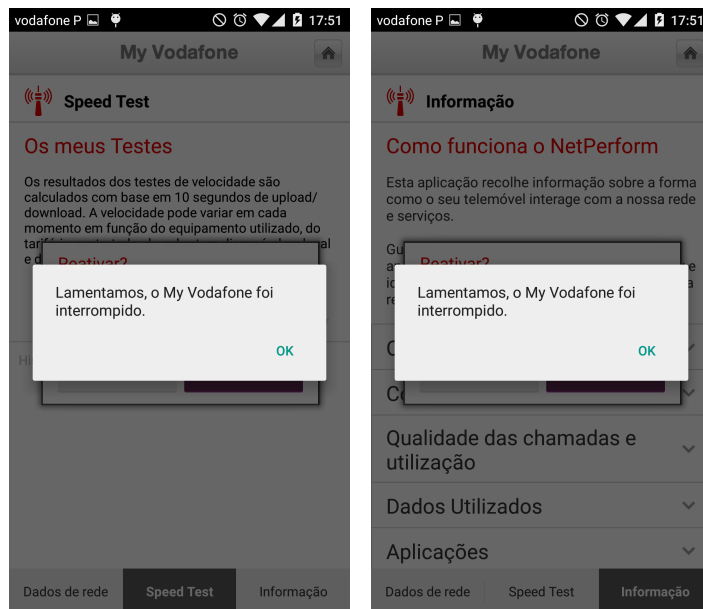 vodafone P 17:51
My Vodafone
Speed Test
Os meus Testes
Os resultados dos testes de velocidade são
calculados com base em 10 segundos de upload/
download. A velocidade pode variar em cada
momento em função do equipamento utilizado, do
e d
Reativar?
Lamentamos, o My Vodafone foi
interrompido.
OK
Hi
Dados de rede Speed Test Informação
vodafone P 17:51
My Vodafone
Informação
Como funciona o NetPerform
Esta aplicação recolhe informação sobre a forma
como o seu telemóvel interage com a nossa rede
e serviços.
Gu
Reativar?
Lamentamos, o My Vodafone foi
interrompido.
OK
Qualidade das chamadas e
utilização
Dados Utilizados
Aplicações
Dados de rede Speed Test Informação